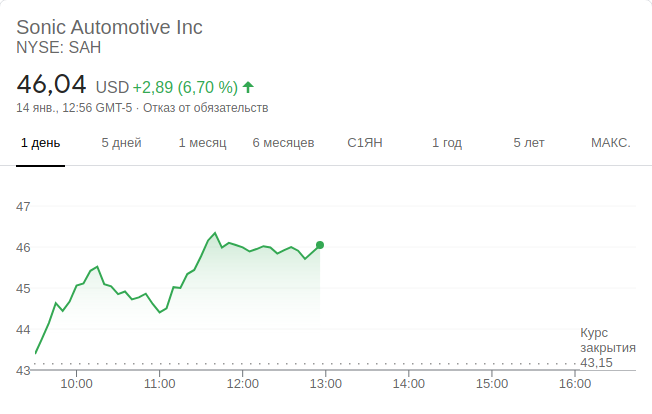 Sonic Automotive Inc
NYSE: SAH
46,04 USD +2,89 (6,70 %)
14 янв., 12:56 GMT-5 · Отказ от обязательств
1 день 5 дней 1 месяц 6 месяцев С1ЯН 1 год 5 лет МАКС.
47
46
45
44
Курс
закрытия
43,15
43
10:00 11:00 12:00 13:00 14:00 15:00 16:00